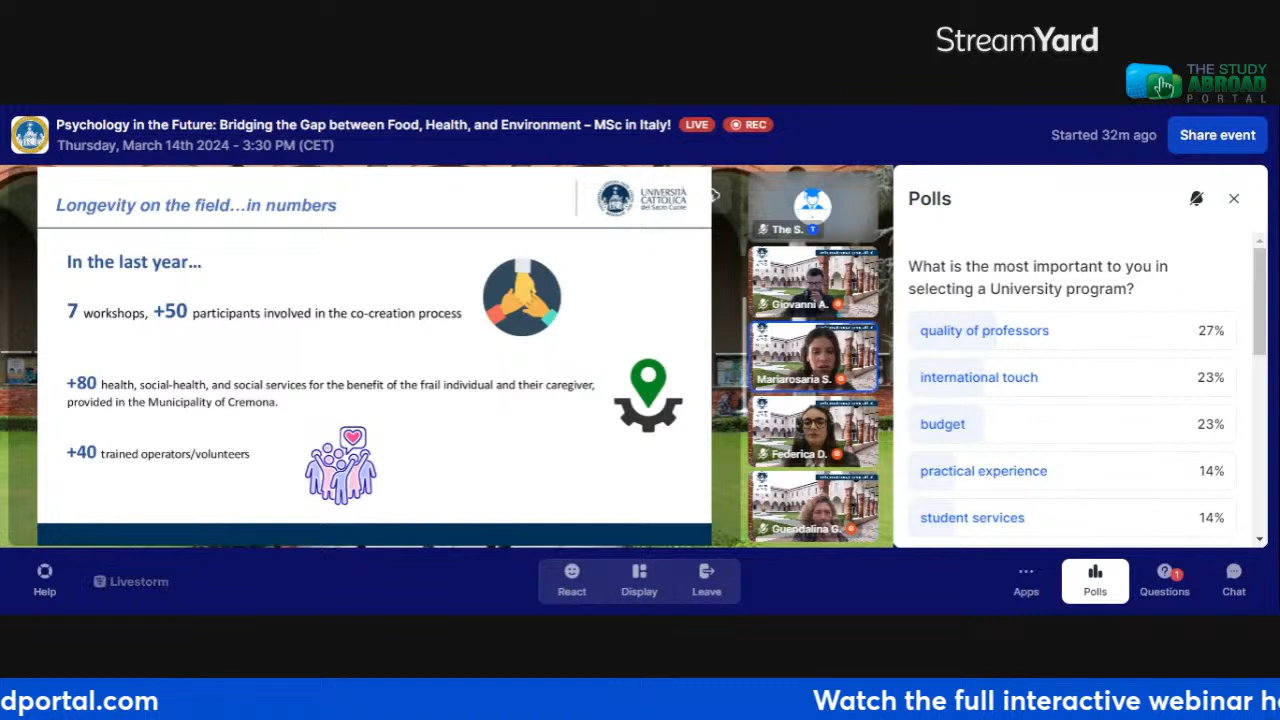 StreamYard
THE STUDY
ABROAD
PORTAL
Psychology in the Future: Bridging the Gap between Food, Health, and Environment – MSc in Italy! LIVE REC
Thursday, March 14th 2024 - 3:30 PM (CET)
Started 32m ago
Share event
Longevity on the field…in numbers
UNIVERSITÀ
CATTOLICA
del Sacro Cuore
In the last year…
7 workshops, +50 participants involved in the co-creation process
+80 health, social-health, and social services for the benefit of the frail individual and their caregiver,
provided in the Municipality of Cremona.
+40 trained operators/volunteers
The S. T
Giovanni A.
Mariarosaria S.
Federica D.
Guendalina G.
Polls
What is the most important to you in
selecting a University program?
quality of professors 27%
international touch 23%
budget 23%
practical experience 14%
student services 14%
Help
Livestorm
React
Display
Leave
Apps
Polls
1
Questions
Chat
dportal.com
Watch the full interactive webinar h